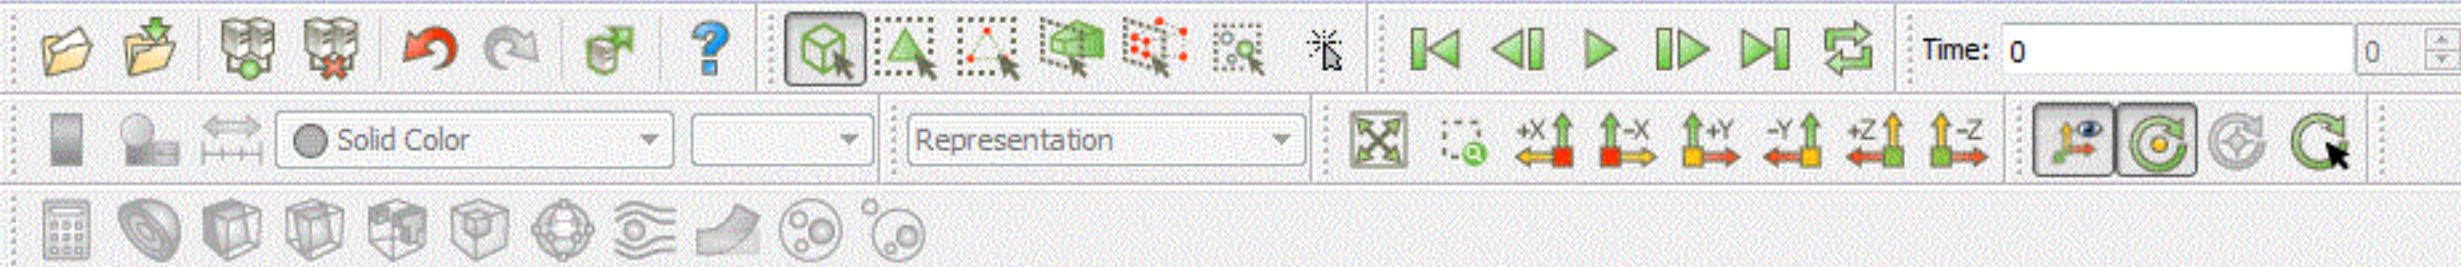 ?
Time: 0 0
Solid Color
Representation
+X -X +Y -Y +Z -Z